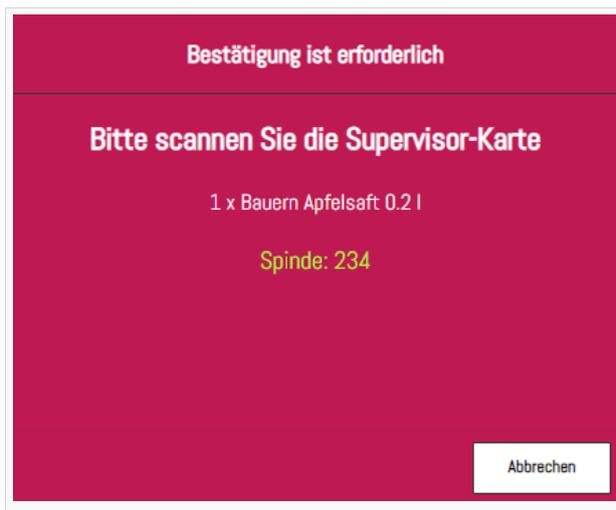 Bestätigung ist erforderlich
Bitte scannen Sie die Supervisor-Karte
1 x Bauern Apfelsaft 0.2 l
Spinde: 234
Abbrechen